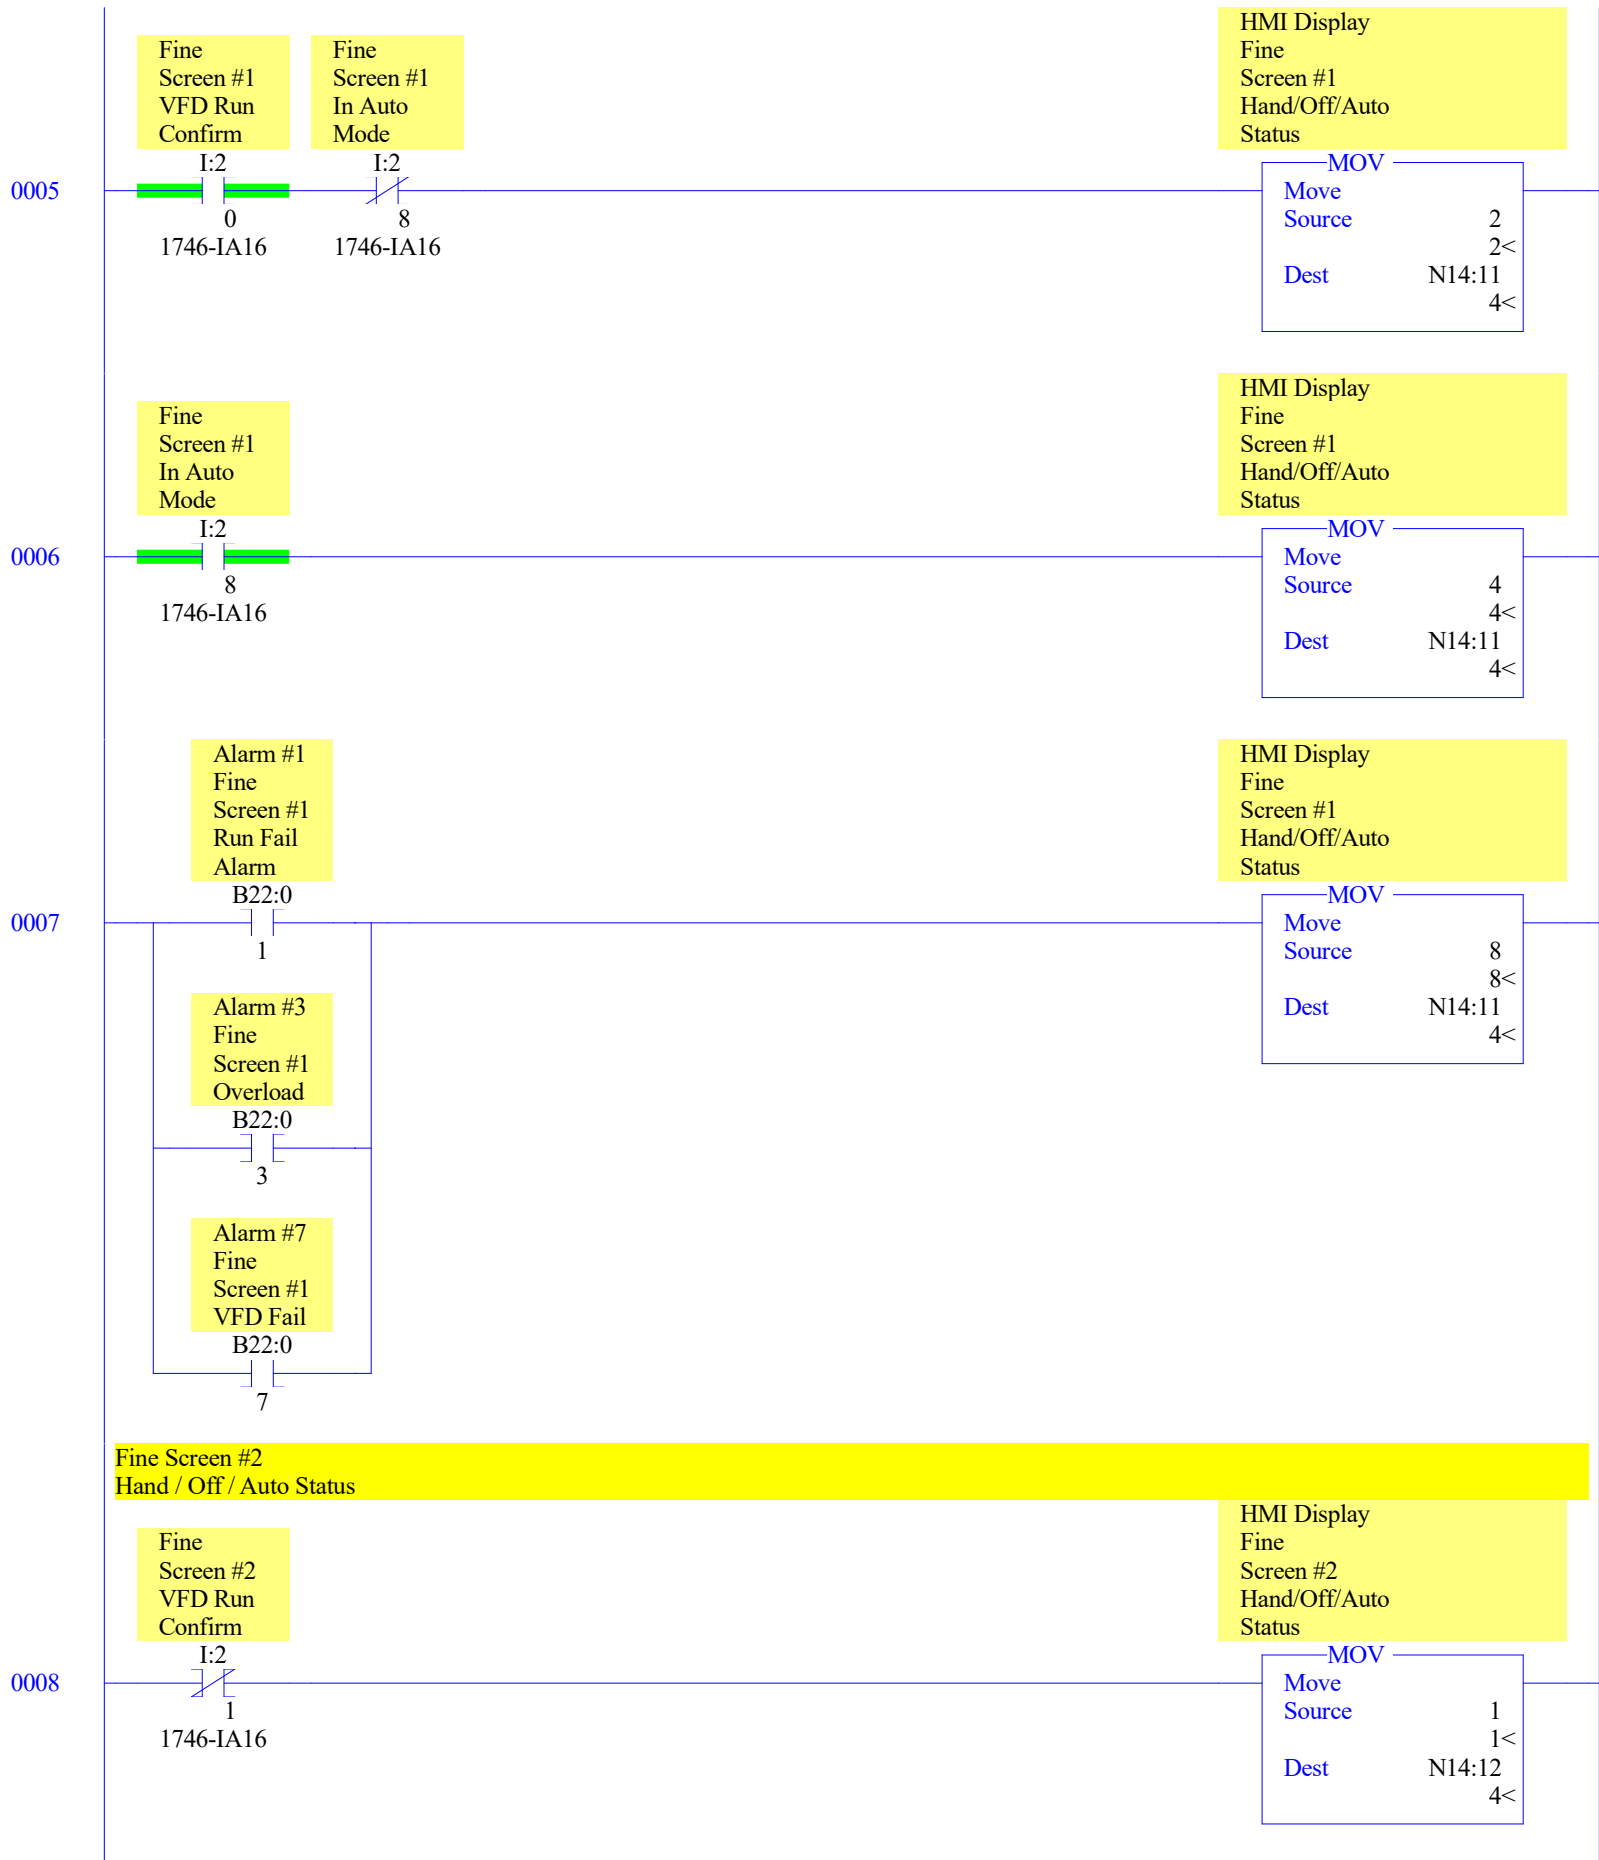 HMI Display
Fine
Screen #1
Hand/Off/Auto
Status
Fine
Screen #1
VFD Run
Confirm
Fine
Screen #1
In Auto
Mode
I:2
I:2
0005
0
8
1746-IA16
1746-IA16
MOV
Move
Source 2
2<
Dest N14:11
4<
HMI Display
Fine
Screen #1
Hand/Off/Auto
Status
Fine
Screen #1
In Auto
Mode
I:2
0006
8
1746-IA16
MOV
Move
Source 4
4<
Dest N14:11
4<
HMI Display
Fine
Screen #1
Hand/Off/Auto
Status
Alarm #1
Fine
Screen #1
Run Fail
Alarm
B22:0
0007
1
MOV
Move
Source 8
8<
Dest N14:11
4<
Alarm #3
Fine
Screen #1
Overload
B22:0
3
Alarm #7
Fine
Screen #1
VFD Fail
B22:0
7
Fine Screen #2
Hand / Off / Auto Status
HMI Display
Fine
Screen #2
Hand/Off/Auto
Status
Fine
Screen #2
VFD Run
Confirm
I:2
0008
1
1746-IA16
MOV
Move
Source 1
1<
Dest N14:12
4<